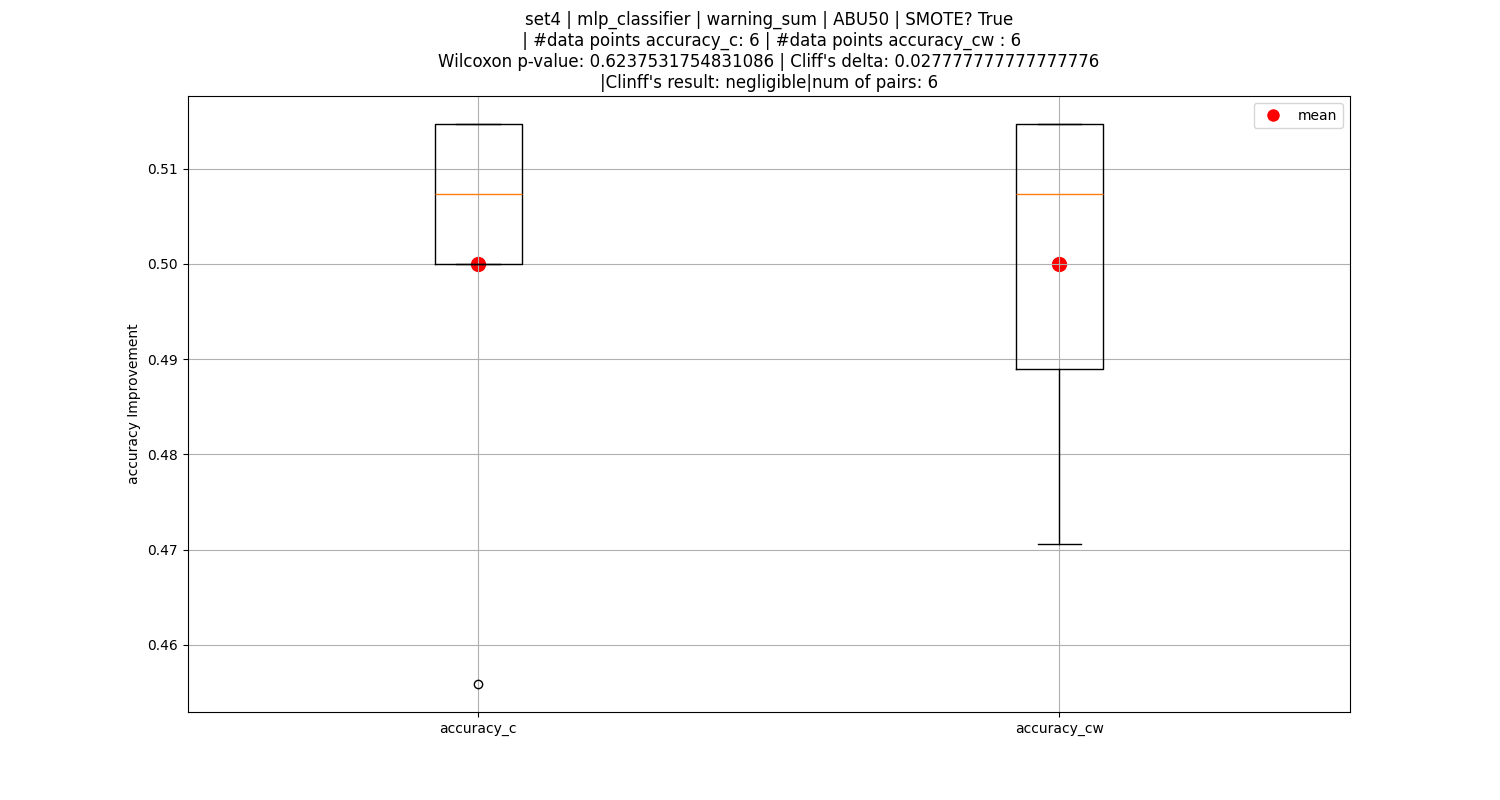 set4 | mlp_classifier | warning_sum | ABU50 | SMOTE? True
| #data points accuracy_c: 6 | #data points accuracy_cw : 6
Wilcoxon p-value: 0.6237531754831086 | Cliff's delta: 0.027777777777777776
|Clinff's result: negligible|num of pairs: 6
mean
0.51
0.50
0.49
0.48
0.47
0.46
accuracy Improvement
accuracy_c
accuracy_cw